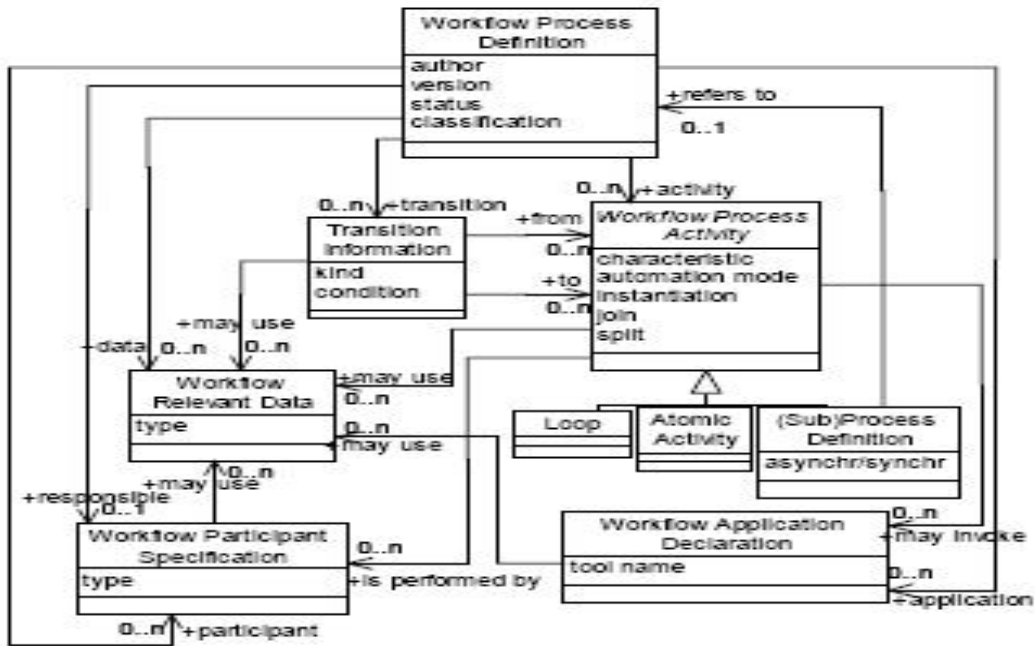 Workflow Process
Definition
author
version
status
classification
+refers to
0..1
0..n
+transition
0..n
+activity
Transition
Information
kind
condition
+from
0..n
+to
0..n
Workflow Process
Activity
characteristic
automation mode
instantiation
join
split
+may use
0..n
+data
0..n
Workflow
Relevant Data
type
+may use
0..n
0..n
+may use
Loop
Atomic
Activity
(Sub)Process
Definition
asynchr/synchr
0..n
+may use
+responsible
0..1
Workflow Participant
Specification
type
0..n
+is performed by
Workflow Application
Declaration
tool name
0..n
+may invoke
0..n
+application
0..n
+participant